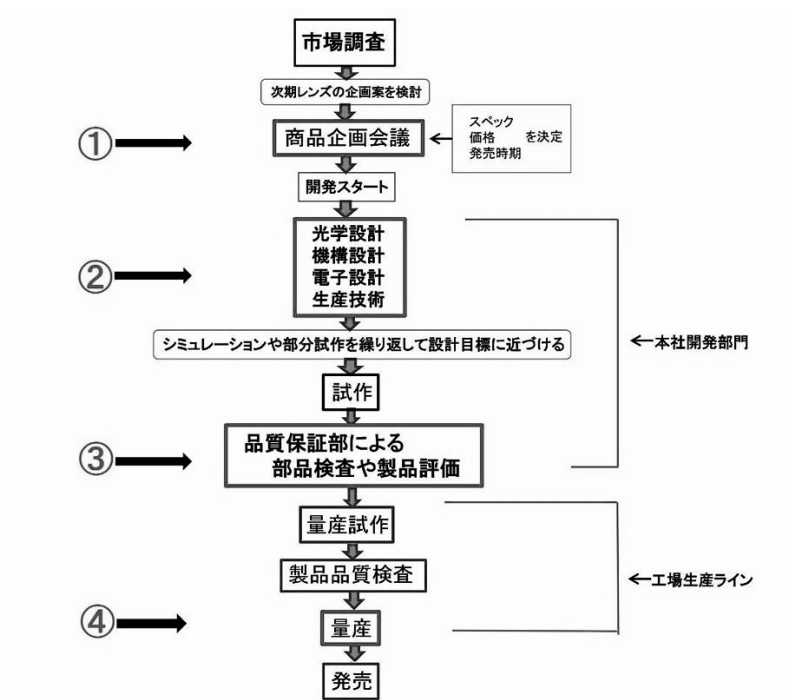 市場調査
次期レンズの企画案を検討
①
商品企画会議
スペック
価格 を決定
発売時期
開発スタート
②
光学設計
機構設計
電子設計
生産技術
シミュレーションや部分試作を繰り返して設計目標に近づける
本社開発部門
試作
③
品質保証部による
部品検査や製品評価
量産試作
製品品質検査
工場生産ライン
④
量産
発売